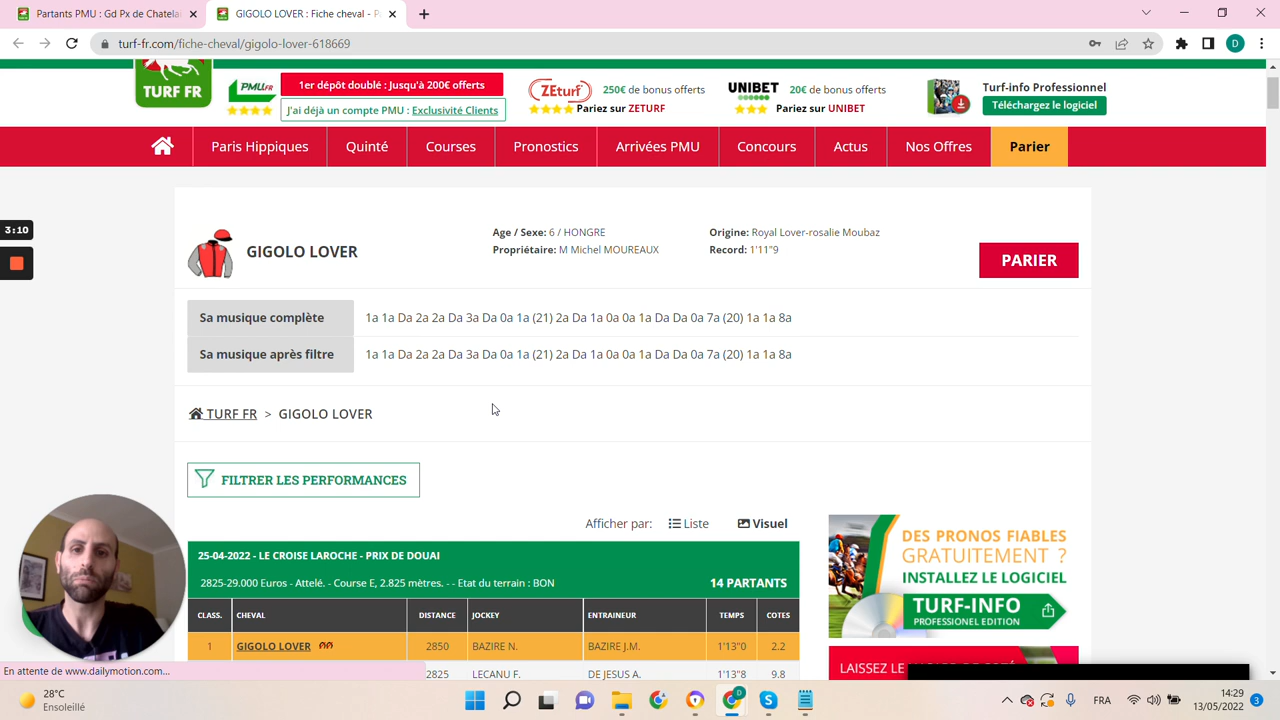 Partants PMU : Gd Px de Chatela
GIGOLO LOVER : Fiche cheval - P
turf-fr.com/fiche-cheval/gigolo-lover-618669
D
TURF FR
PMU.FR
1er dépôt doublé : Jusqu'à 200€ offerts
J'ai déjà un compte PMU : Exclusivité Clients
ZEturf
250€ de bonus offerts
Pariez sur ZETURF
UNIBET
20€ de bonus offerts
Pariez sur UNIBET
Turf-info Professionnel
Téléchargez le logiciel
Paris Hippiques Quinté Courses Pronostics Arrivées PMU Concours Actus Nos Offres Parier
3:10
GIGOLO LOVER
Age / Sexe: 6 / HONGRE
Propriétaire: M Michel MOUREAUX
Origine: Royal Lover-rosalie Moubaz
Record: 1'11"9
PARIER
Sa musique complète 1a 1a Da 2a 2a Da 3a Da 0a 1a (21) 2a Da 1a 0a 0a 1a Da Da 0a 7a (20) 1a 1a 8a
Sa musique après filtre 1a 1a Da 2a 2a Da 3a Da 0a 1a (21) 2a Da 1a 0a 0a 1a Da Da 0a 7a (20) 1a 1a 8a
TURF FR > GIGOLO LOVER
FILTRER LES PERFORMANCES
Afficher par: Liste Visuel
25-04-2022 - LE CROISE LAROCHE - PRIX DE DOUAI
2825-29.000 Euros - Attelé. - Course E, 2.825 mètres. - - Etat du terrain : BON
14 PARTANTS
CLASS. CHEVAL DISTANCE JOCKEY ENTRAINEUR TEMPS COTES
1 GIGOLO LOVER 2850 BAZIRE N. BAZIRE J.M. 1'13"0 2.2
2825 LECANU F. DE JESUS A. 1'13"8 9.8
DES PRONOS FIABLES
GRATUITEMENT ?
INSTALLEZ LE LOGICIEL
TURF-INFO
PROFESSIONNEL EDITION
En attente de www.dailymotion.com...
28°C
Ensoleillé
FRA
14:29
13/05/2022
3